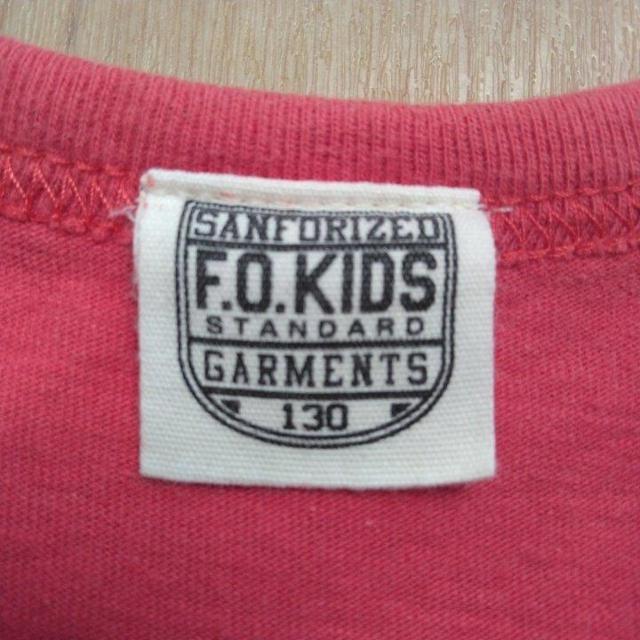 SANFORIZED
F.O.KIDS
STANDARD
GARMENTS
130